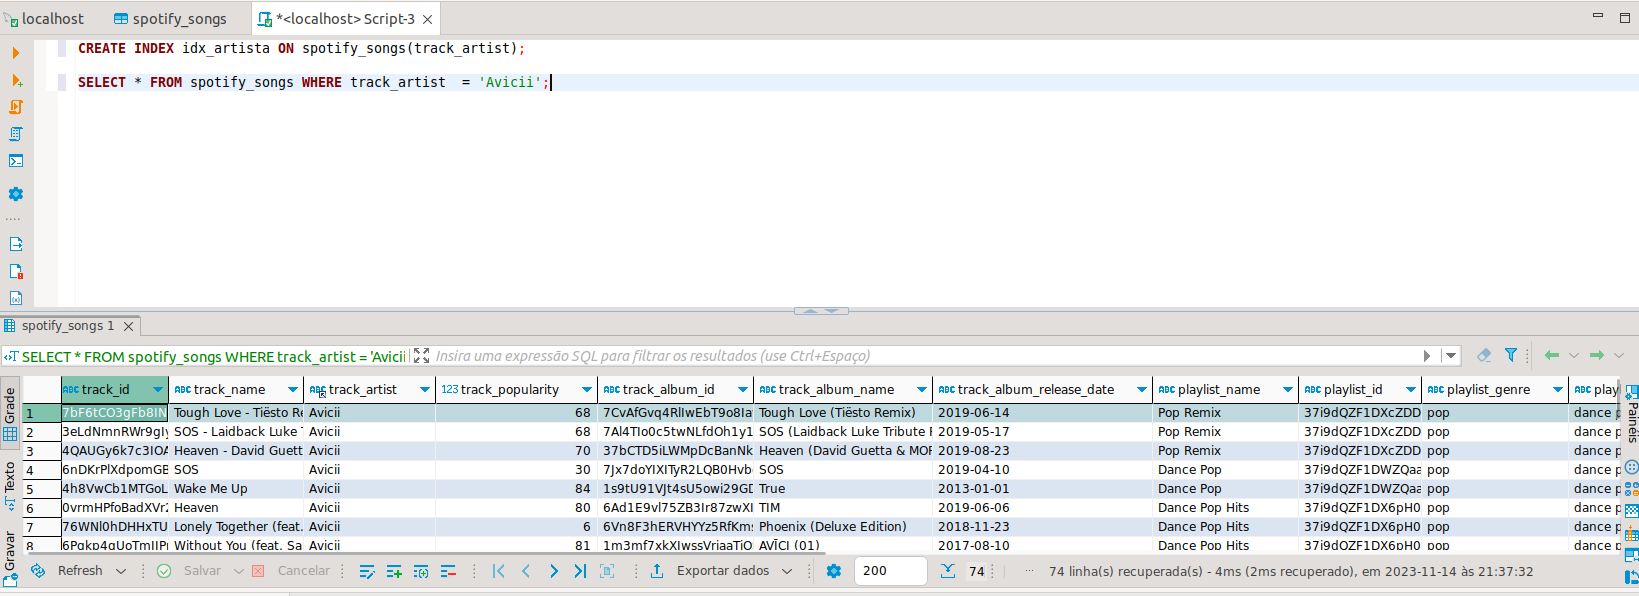 localhost spotify_songs *<localhost> Script-3
CREATE INDEX idx_artista ON spotify_songs(track_artist);
SELECT * FROM spotify_songs WHERE track_artist  = 'Avicii';
spotify_songs 1
SELECT * FROM spotify_songs WHERE track_artist = 'Avicii Insira uma expressão SQL para filtrar os resultados (use Ctrl+Espaço)
Grade
Texto
Gravar
Painéis
track_id track_name track_artist 123 track_popularity track_album_id track_album_name track_album_release_date playlist_name playlist_id playlist_genre play
1 7bF6tCO3gFb8IN Tough Love - Tiësto Re Avicii 68 7CvAfGvq4RlIwEbT9o8Ia Tough Love (Tiësto Remix) 2019-06-14 Pop Remix 37i9dQZF1DXcZDD pop dance p
2 3eLdNmnRWr9gIy SOS - Laidback Luke Avicii 68 7Al4TIo0c5twNLfdOh1y1 SOS (Laidback Luke Tribute 2019-05-17 Pop Remix 37i9dQZF1DXcZDD pop dance p
3 4QAUGy6k7c3IOA Heaven - David Guett Avicii 70 37bCTD5iLWMpDcBanNk Heaven (David Guetta & MOR 2019-08-23 Pop Remix 37i9dQZF1DXcZDD pop dance p
4 6nDKrPlXdpomGB SOS Avicii 30 7Jx7doYIXITyR2LQB0Hvb SOS 2019-04-10 Dance Pop 37i9dQZF1DWZQaa pop dance p
5 4h8VwCb1MTGoL Wake Me Up Avicii 84 1s9tU91VJt4sU5owi29GD True 2013-01-01 Dance Pop 37i9dQZF1DWZQaa pop dance p
6 0vrmHPfoBadXVr Heaven Avicii 80 6Ad1E9vl75ZB3Ir87zwXI TIM 2019-06-06 Dance Pop Hits 37i9dQZF1DX6pH0 pop dance p
7 76WNl0hDHHxTU Lonely Together (feat. Avicii 6 6Vn8F3hERVHYYz5RfKms Phoenix (Deluxe Edition) 2018-11-23 Dance Pop Hits 37i9dQZF1DX6pH0 pop dance p
8 Without You (feat. Sa Avicii 81 AVĪCI (01) 2017-08-10 Dance Pop Hits 37i9dQZF1DX6pH0 pop dance p
Refresh Salvar Cancelar Exportar dados 200 74 74 linha(s) recuperada(s) - 4ms (2ms recuperado), em 2023-11-14 às 21:37:32